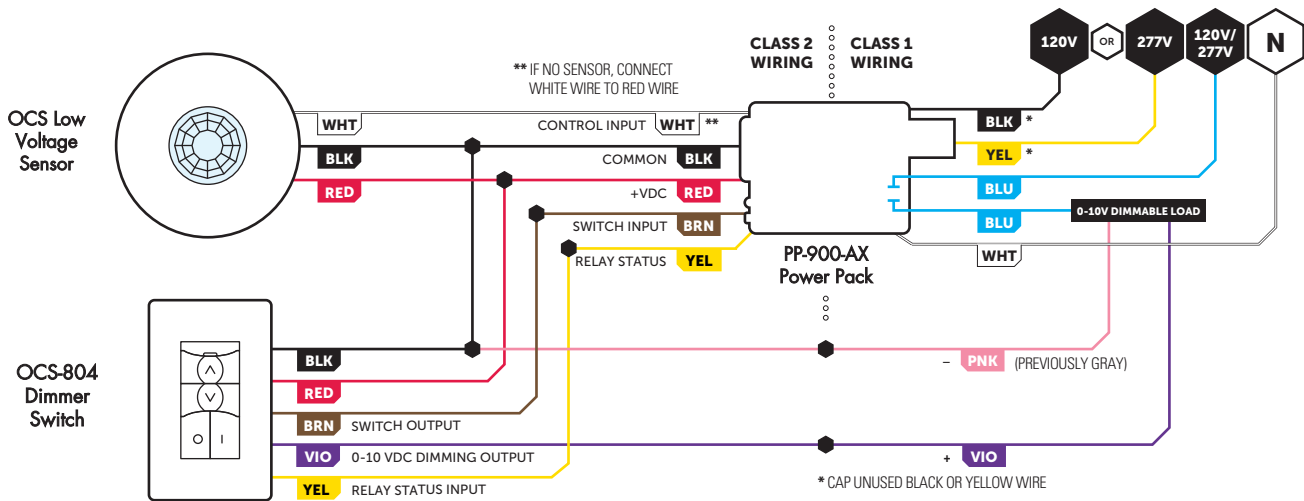 CLASS 2
WIRING
CLASS 1
WIRING
120V
OR
277V
120V/
277V
N
** IF NO SENSOR, CONNECT
WHITE WIRE TO RED WIRE
OCS Low
Voltage
Sensor
WHT
CONTROL INPUT
WHT
**
BLK
*
BLK
COMMON
BLK
YEL
*
RED
+VDC
RED
BLU
SWITCH INPUT
BRN
BLU
0-10V DIMMABLE LOAD
RELAY STATUS
YEL
PP-900-AX
Power Pack
WHT
OCS-804
Dimmer
Switch
BLK
– PNK (PREVIOUSLY GRAY)
RED
BRN
SWITCH OUTPUT
O I
VIO
0-10 VDC DIMMING OUTPUT
+ VIO
YEL
RELAY STATUS INPUT
* CAP UNUSED BLACK OR YELLOW WIRE